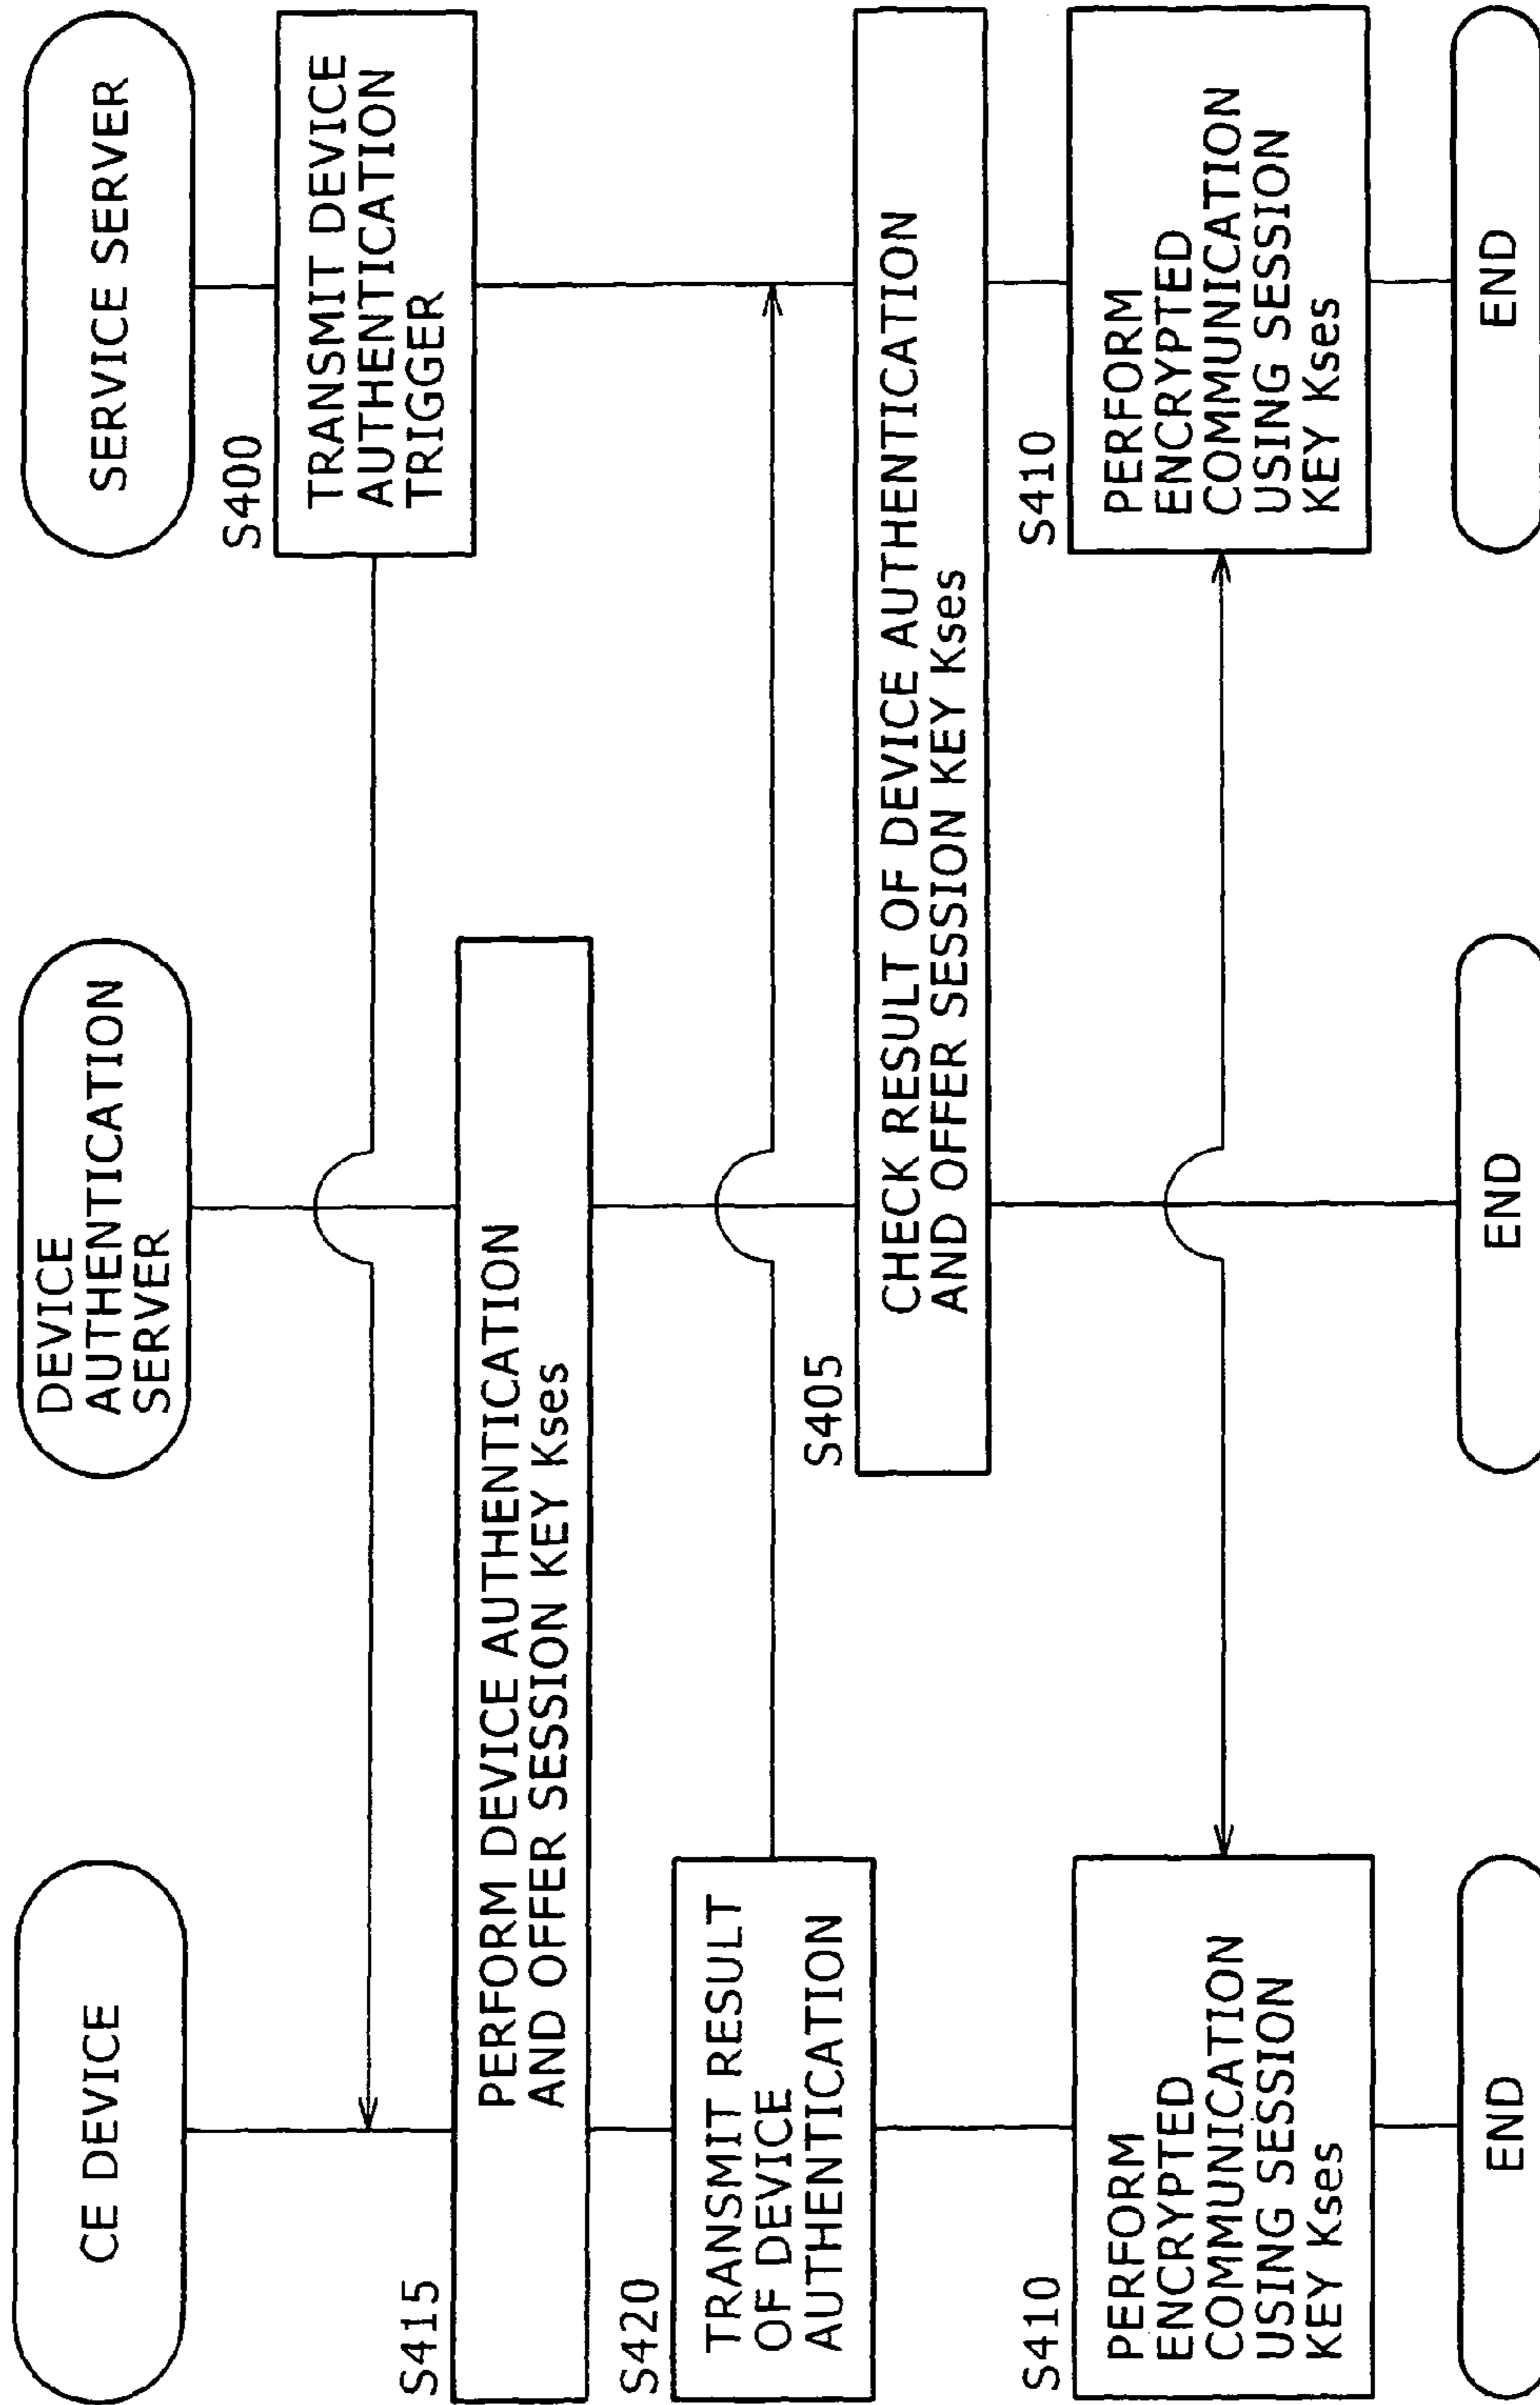 CE DEVICE
DEVICE
AUTHENTICATION
SERVER
SERVICE SERVER
S400
TRANSMIT DEVICE
AUTHENTICATION
TRIGGER
S415
PERFORM DEVICE AUTHENTICATION
AND OFFER SESSION KEY Kses
S420
TRANSMIT RESULT
OF DEVICE
AUTHENTICATION
S405
CHECK RESULT OF DEVICE AUTHENTICATION
AND OFFER SESSION KEY Kses
S410
PERFORM
ENCRYPTED
COMMUNICATION
USING SESSION
KEY Kses
S410
PERFORM
ENCRYPTED
COMMUNICATION
USING SESSION
KEY Kses
END
END
END